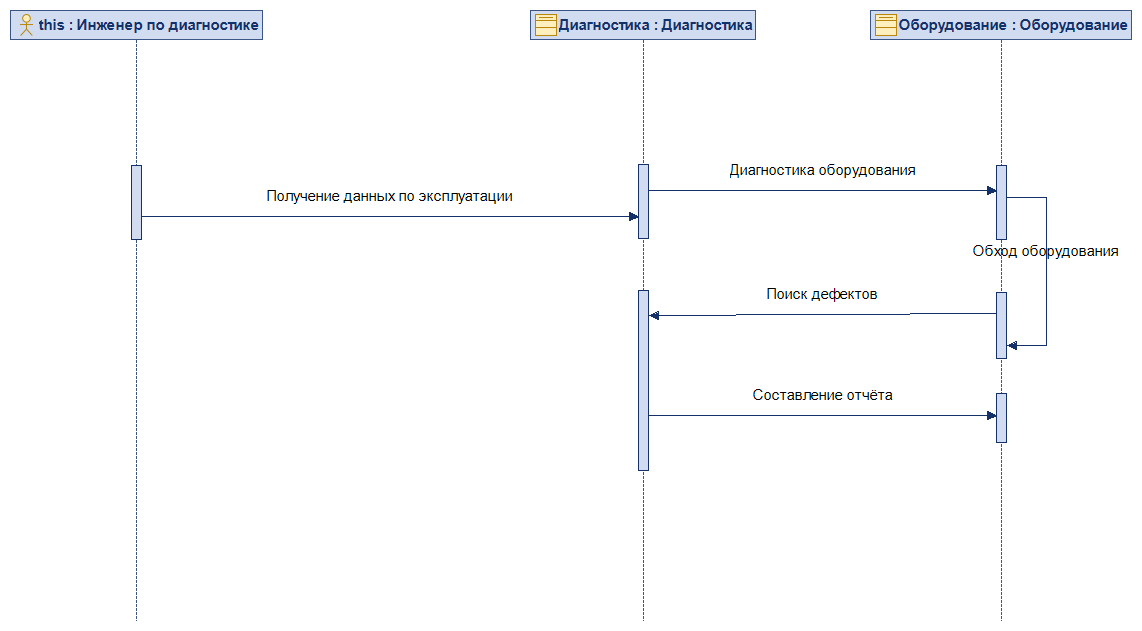 this : Инженер по диагностике
Диагностика : Диагностика
Оборудование : Оборудование
Диагностика оборудования
Получение данных по эксплуатации
Обход оборудования
Поиск дефектов
Составление отчёта